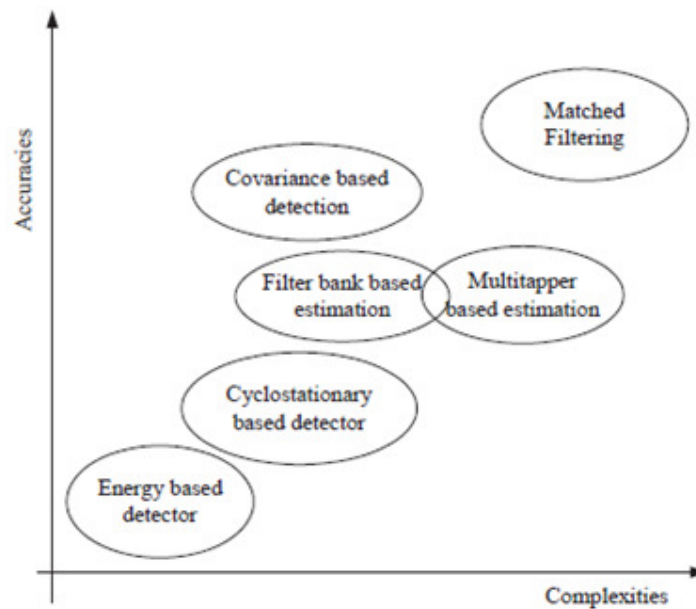 Matched
Filtering
Accuracies
Covariance based
detection
Filter bank based
estimation
Multitapper
based estimation
Cyclostationary
based detector
Energy based
detector
Complexities